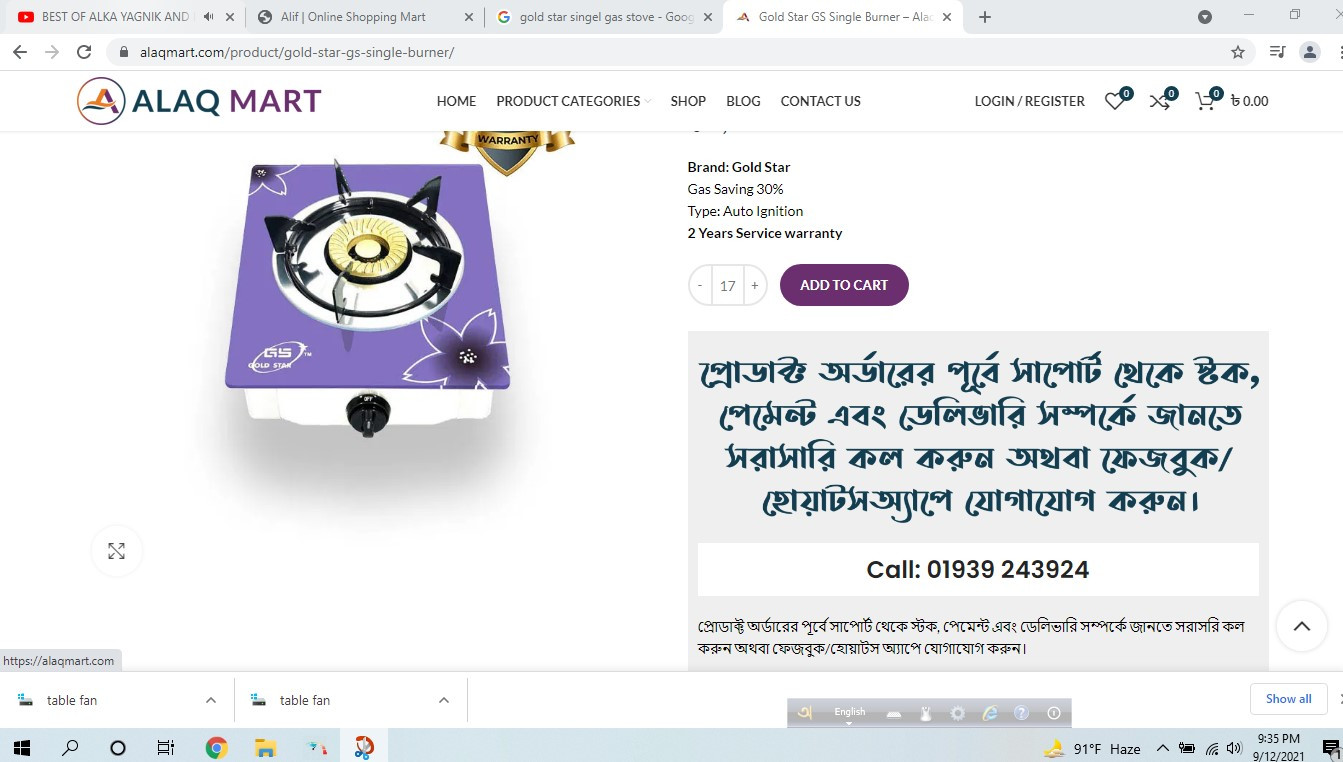 BEST OF ALKA YAGNIK AND
Alif | Online Shopping Mart
gold star singel gas stove - Goog
Gold Star GS Single Burner – Alac
alaqmart.com/product/gold-star-gs-single-burner/
ALAQ MART
HOME
PRODUCT CATEGORIES
SHOP
BLOG
CONTACT US
LOGIN / REGISTER
0
0
0
৳ 0.00
WARRANTY
Brand: Gold Star
Gas Saving 30%
Type: Auto Ignition
2 Years Service warranty
- 17 +
ADD TO CART
GS TM
GOLD STAR
OFF
প্রোডাক্ট অর্ডারের পূর্বে সাপোর্ট থেকে স্টক,
পেমেন্ট এবং ডেলিভারি সম্পর্কে জানতে
সরাসরি কল করুন অথবা ফেজবুক/
হোয়াটসঅ্যাপে যোগাযোগ করুন।
Call: 01939 243924
প্রোডাক্ট অর্ডারের পূর্বে সাপোর্ট থেকে স্টক, পেমেন্ট এবং ডেলিভারি সম্পর্কে জানতে সরাসরি কল
করুন অথবা ফেজবুক/হোয়াটস অ্যাপে যোগাযোগ করুন।
https://alaqmart.com
table fan
table fan
Show all
অ English
91°F Haze
9:35 PM
9/12/2021
1